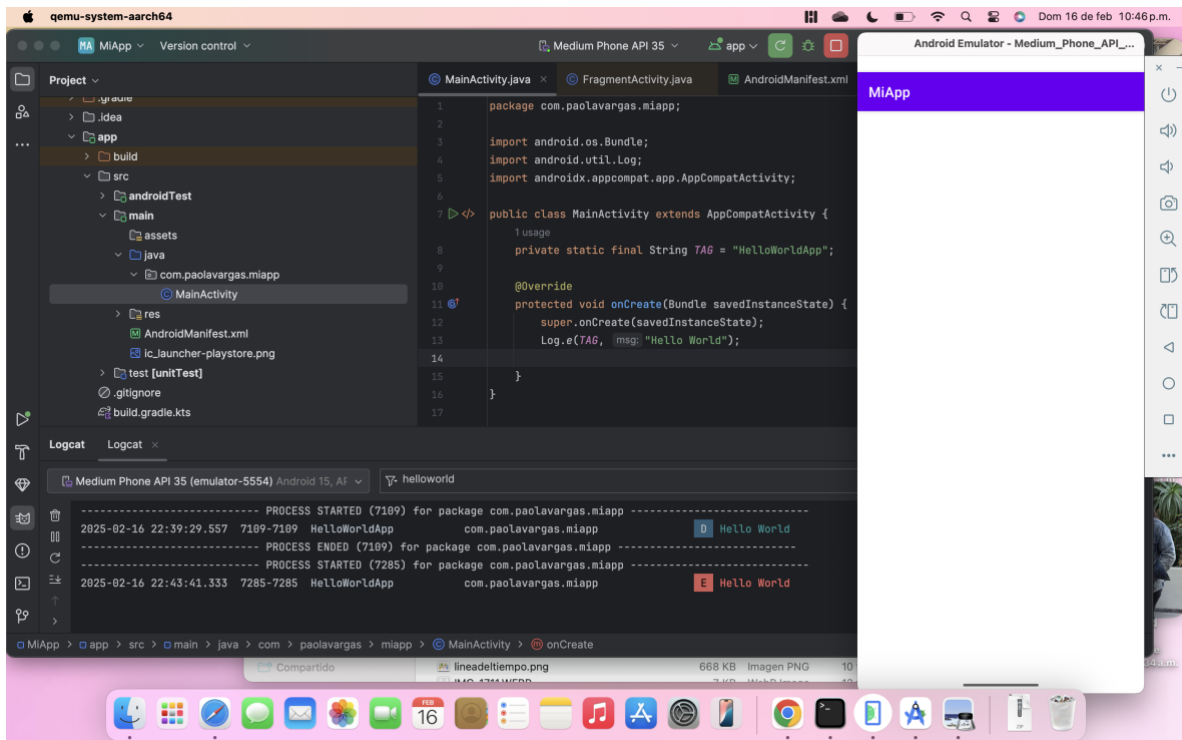 qemu-system-aarch64
Dom 16 de feb 10:46 p.m.
MA MiApp Version control
Medium Phone API 35 app
Android Emulator - Medium_Phone_API_...
Project
.gradle
.idea
app
build
src
androidTest
main
assets
java
com.paolavargas.miapp
MainActivity
res
AndroidManifest.xml
ic_launcher-playstore.png
test [unitTest]
.gitignore
build.gradle.kts
MainActivity.java FragmentActivity.java AndroidManifest.xml
1 package com.paolavargas.miapp;
2
3 import android.os.Bundle;
4 import android.util.Log;
5 import androidx.appcompat.app.AppCompatActivity;
6
7 public class MainActivity extends AppCompatActivity {
1 usage
8 private static final String TAG = "HelloWorldApp";
9
10 @Override
11 protected void onCreate(Bundle savedInstanceState) {
12 super.onCreate(savedInstanceState);
13 Log.e(TAG, msg: "Hello World");
14
15 }
16 }
17
MiApp
Logcat Logcat
Medium Phone API 35 (emulator-5554) Android 15, AF
helloworld
--------------------------- PROCESS STARTED (7109) for package com.paolavargas.miapp ---------------------------
2025-02-16 22:39:29.557 7109-7109 HelloWorldApp com.paolavargas.miapp D Hello World
--------------------------- PROCESS ENDED (7109) for package com.paolavargas.miapp ---------------------------
--------------------------- PROCESS STARTED (7285) for package com.paolavargas.miapp ---------------------------
2025-02-16 22:43:41.333 7285-7285 HelloWorldApp com.paolavargas.miapp E Hello World
MiApp > app > src > main > java > com > paolavargas > miapp > MainActivity > onCreate
Compartido
lineadeltiempo.png 668 KB Imagen PNG 10
FEB
16
ZIP